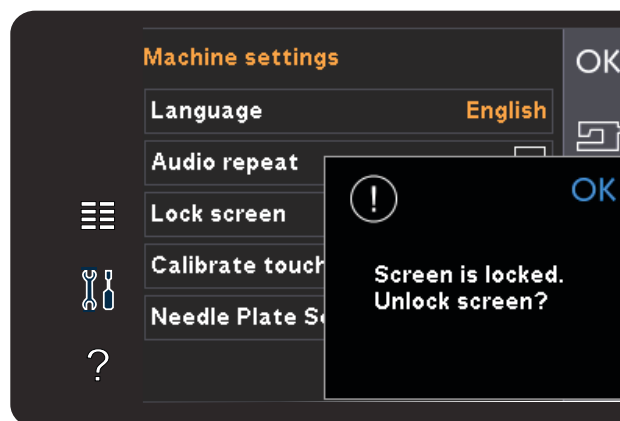 Machine settings
OK
Language English
Audio repeat
Lock screen
OK
Calibrate touch
Screen is locked.
Unlock screen?
Needle Plate Se
?